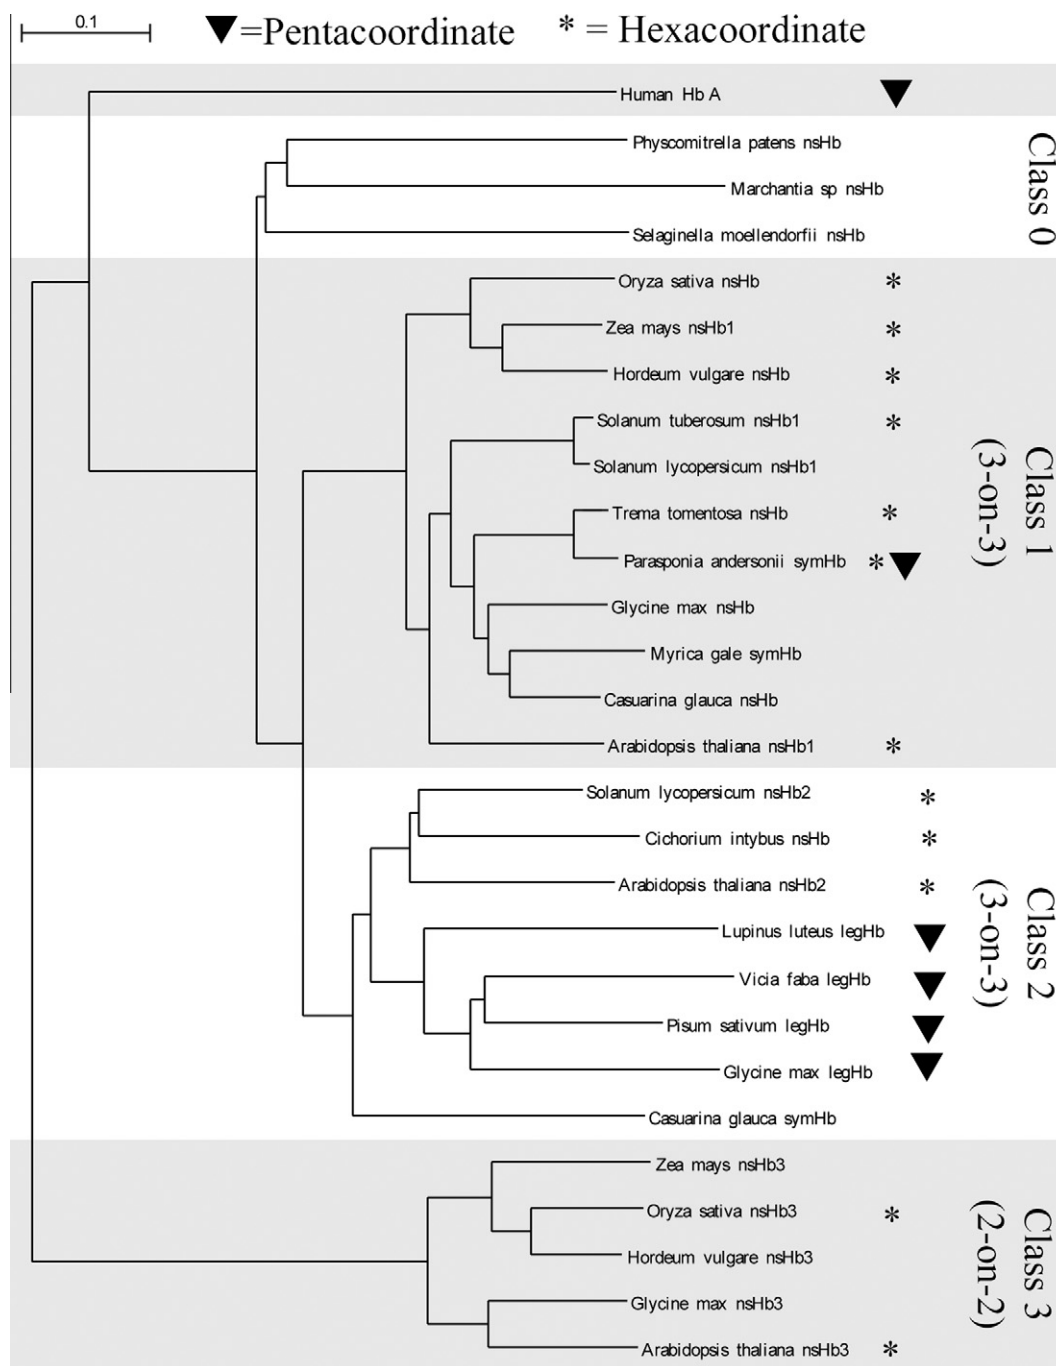 0.1
▼=Pentacoordinate * = Hexacoordinate
Human Hb A ▼
Physcomitrella patens nsHb
Marchantia sp nsHb
Selaginella moellendorfii nsHb
Class 0
Oryza sativa nsHb *
Zea mays nsHb1 *
Hordeum vulgare nsHb *
Solanum tuberosum nsHb1 *
Solanum lycopersicum nsHb1
Trema tomentosa nsHb *
Parasponia andersonii symHb * ▼
Glycine max nsHb
Myrica gale symHb
Casuarina glauca nsHb
Arabidopsis thaliana nsHb1 *
Class 1
(3-on-3)
Solanum lycopersicum nsHb2 *
Cichorium intybus nsHb *
Arabidopsis thaliana nsHb2 *
Lupinus luteus legHb ▼
Vicia faba legHb ▼
Pisum sativum legHb ▼
Glycine max legHb ▼
Casuarina glauca symHb
Class 2
(3-on-3)
Zea mays nsHb3
Oryza sativa nsHb3 *
Hordeum vulgare nsHb3
Glycine max nsHb3
Arabidopsis thaliana nsHb3 *
Class 3
(2-on-2)